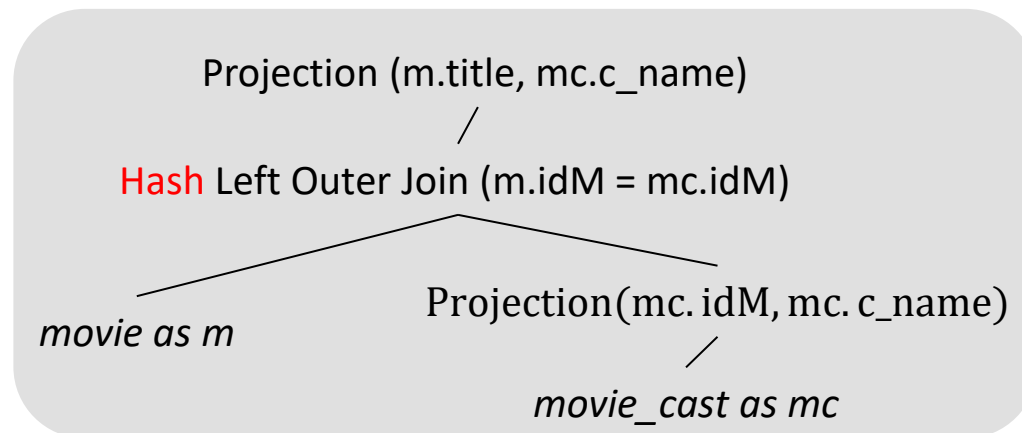 Projection (m.title, mc.c_name)
Hash Left Outer Join (m.idM = mc.idM)
movie as m
Projection(mc. idM, mc. c_name)
movie_cast as mc